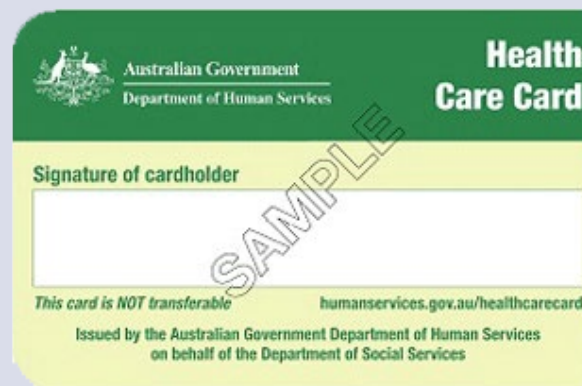 Australian Government
Department of Human Services
Health
Care Card
Signature of cardholder
SAMPLE
This card is NOT transferable
humanservices.gov.au/healthcarecard
Issued by the Australian Government Department of Human Services
on behalf of the Department of Social Services